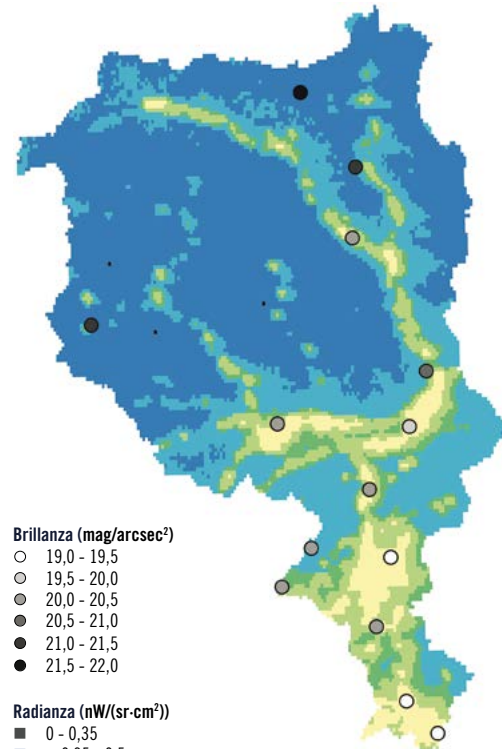 Brillanza (mag/arcsec²)
19,0 - 19,5
19,5 - 20,0
20,0 - 20,5
20,5 - 21,0
21,0 - 21,5
21,5 - 22,0
Radianza (nW/(sr·cm²))
0 - 0,35